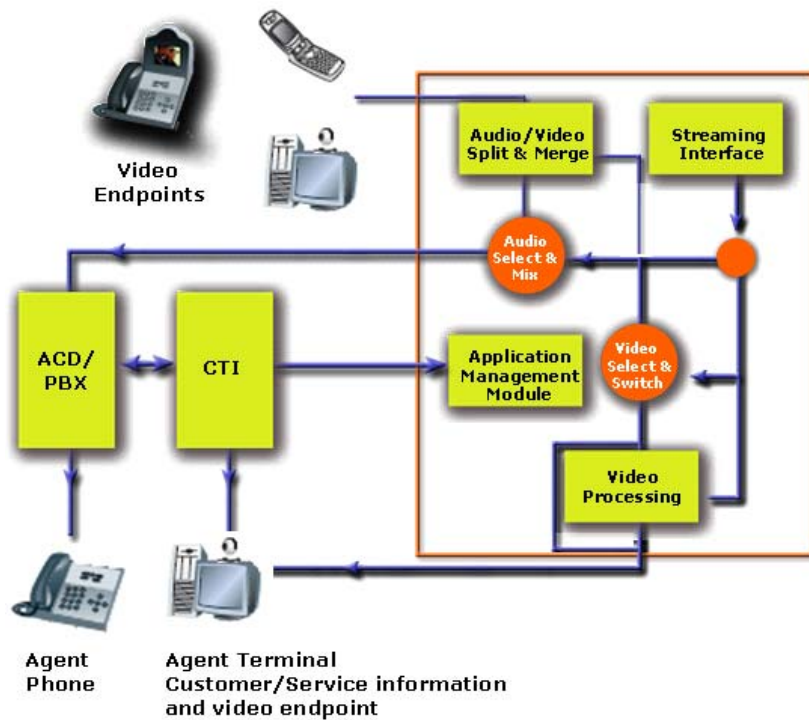 Video
Endpoints
Audio/Video
Split & Merge
Streaming
Interface
Audio
Select &
Mix
ACD/
PBX
CTI
Application
Management
Module
Video
Select &
Switch
Video
Processing
Agent
Phone
Agent Terminal
Customer/Service information
and video endpoint